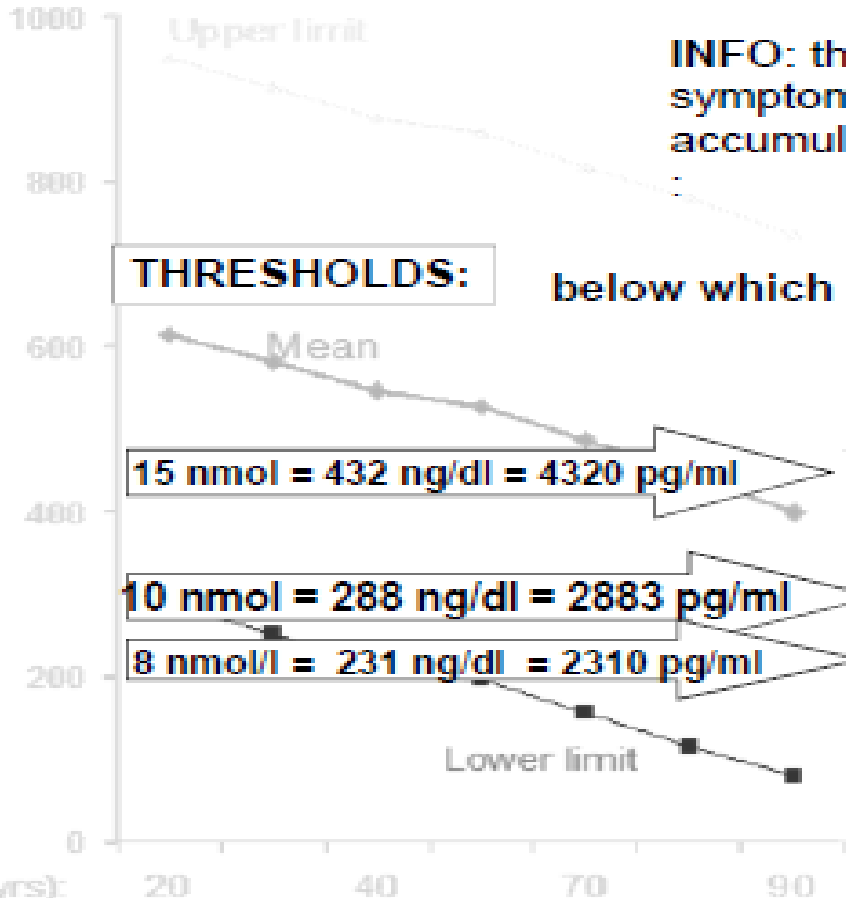 1000
Upper limit
INFO: th
symptom
accumul
:
800
THRESHOLDS:
below which
600
Mean
15 nmol = 432 ng/dl = 4320 pg/ml
400
10 nmol = 288 ng/dl = 2883 pg/ml
8 nmol/l = 231 ng/dl = 2310 pg/ml
200
Lower limit
0
yrs): 20 40 70 90